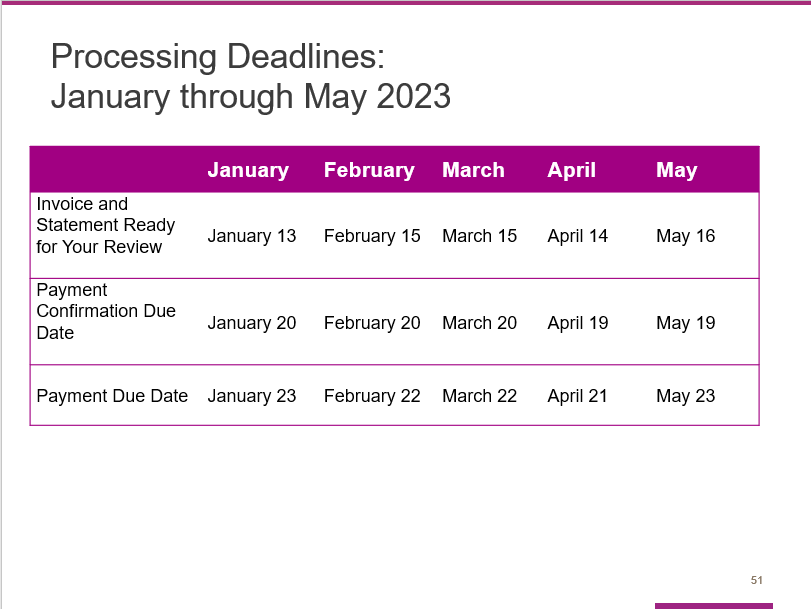 Processing Deadlines:
January through May 2023
January February March April May
Invoice and
Statement Ready
for Your Review
January 13 February 15 March 15 April 14 May 16
Payment
Confirmation Due
Date
January 20 February 20 March 20 April 19 May 19
Payment Due Date January 23 February 22 March 22 April 21 May 23
51